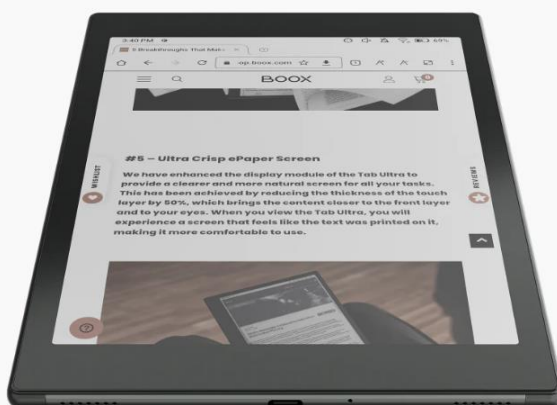 5:40 PM
5 Breakthroughs That Mak
op.boox.com
BOOX
#5 – Ultra Crisp ePaper Screen
We have enhanced the display module of the Tab Ultra to
provide a clearer and more natural screen for all your tasks.
This has been achieved by reducing the thickness of the touch
layer by 50%, which brings the content closer to the front layer
and to your eyes. When you view the Tab Ultra, you will
experience a screen that feels like the text was printed on it,
making it more comfortable to use.
WISHLIST
REVIEWS